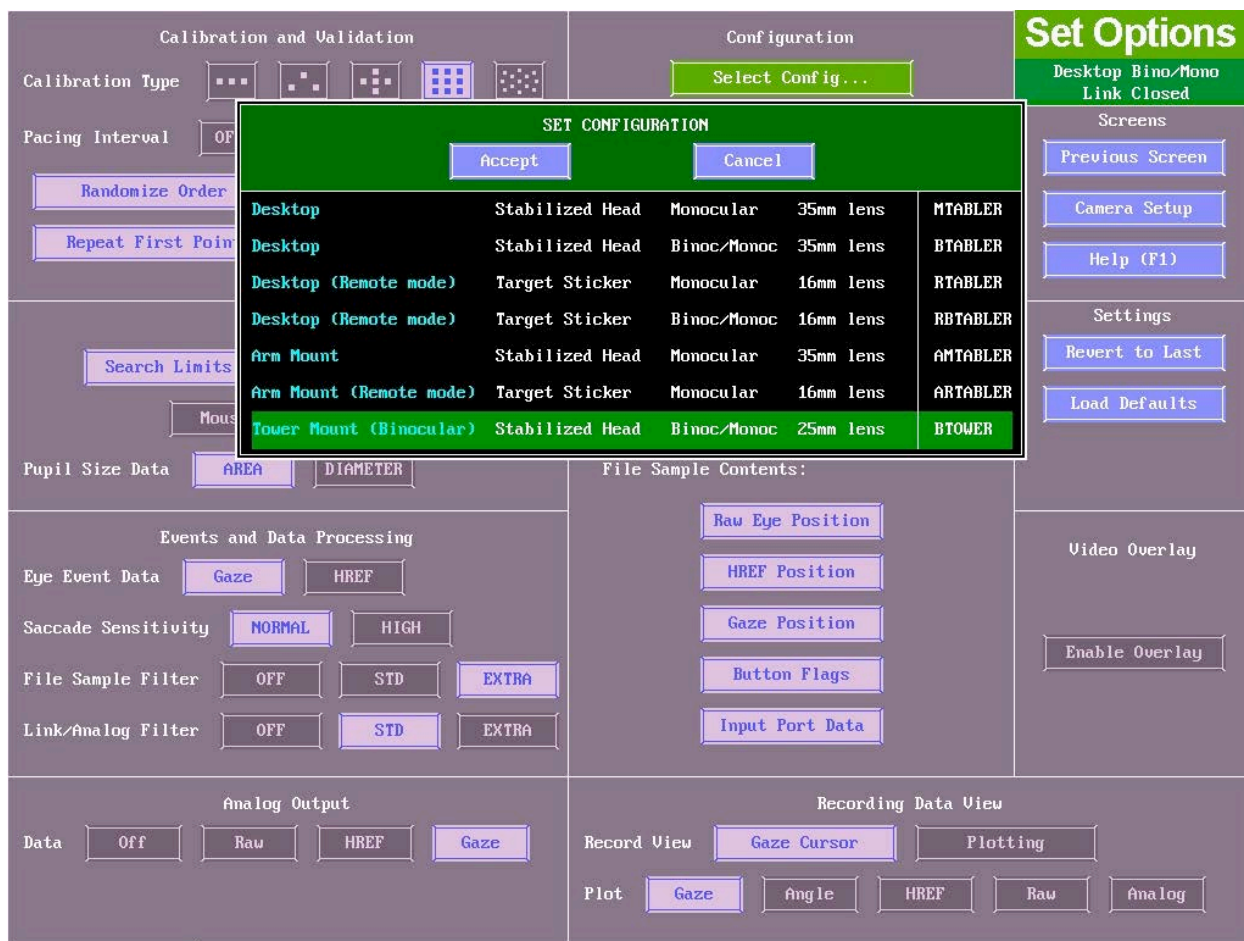 Calibration and Validation
Calibration Type
Pacing Interval OF
Randomize Order
Repeat First Poin
Search Limits
Mous
Pupil Size Data AREA DIAMETER
Events and Data Processing
Eye Event Data Gaze HREF
Saccade Sensitivity NORMAL HIGH
File Sample Filter OFF STD EXTRA
Link/Analog Filter OFF STD EXTRA
Analog Output
Data Off Raw HREF Gaze
Configuration
Select Config...
SET CONFIGURATION
Accept Cancel
Desktop Stabilized Head Monocular 35mm lens MTABLER
Desktop Stabilized Head Binoc/Monoc 35mm lens BTABLER
Desktop (Remote mode) Target Sticker Monocular 16mm lens RTABLER
Desktop (Remote mode) Target Sticker Binoc/Monoc 16mm lens RBTABLER
Arm Mount Stabilized Head Monocular 35mm lens AMTABLER
Arm Mount (Remote mode) Target Sticker Monocular 16mm lens ARTABLER
Tower Mount (Binocular) Stabilized Head Binoc/Monoc 25mm lens BTOWER
File Sample Contents:
Raw Eye Position
HREF Position
Gaze Position
Button Flags
Input Port Data
Recording Data View
Record View Gaze Cursor Plotting
Plot Gaze Angle HREF Raw Analog
Set Options
Desktop Bino/Mono
Link Closed
Screens
Previous Screen
Camera Setup
Help (F1)
Settings
Revert to Last
Load Defaults
Video Overlay
Enable Overlay